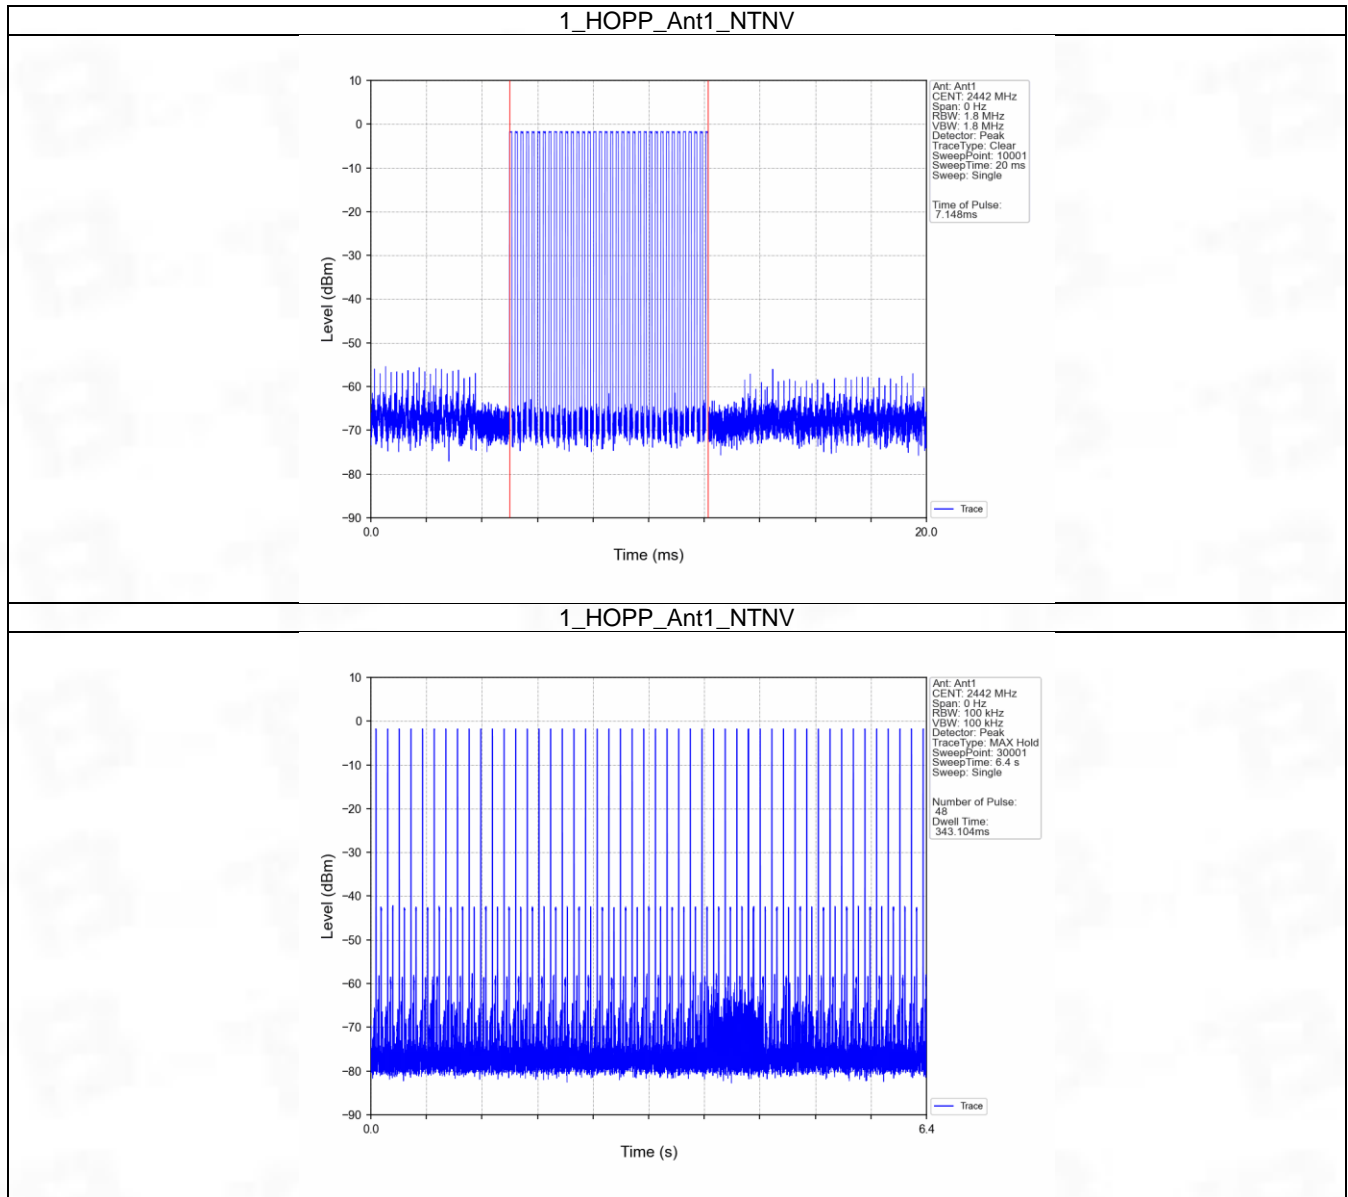 1_HOPP_Ant1_NTNV
10
0
−10
−20
−30
−40
−50
−60
−70
−80
−90
Level (dBm)
0.0
20.0
Time (ms)
Ant: Ant1
CENT: 2442 MHz
Span: 0 Hz
RBW: 1.8 MHz
VBW: 1.8 MHz
Detector: Peak
TraceType: Clear
SweepPoint: 10001
SweepTime: 20 ms
Sweep: Single
Time of Pulse:
7.148ms
Trace
1_HOPP_Ant1_NTNV
10
0
−10
−20
−30
−40
−50
−60
−70
−80
−90
Level (dBm)
0.0
6.4
Time (s)
Ant: Ant1
CENT: 2442 MHz
Span: 0 Hz
RBW: 100 kHz
VBW: 100 kHz
Detector: Peak
TraceType: MAX Hold
SweepPoint: 30001
SweepTime: 6.4 s
Sweep: Single
Number of Pulse:
48
Dwell Time:
343.104ms
Trace